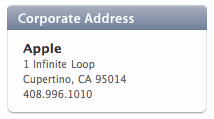 Corporate Address
Apple
1 Infinite Loop
Cupertino, CA 95014
408.996.1010